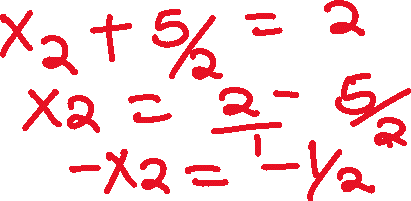 x₂ + 5/2 = 2
x2 = 2/1 - 5/2
-x2 = -1/2